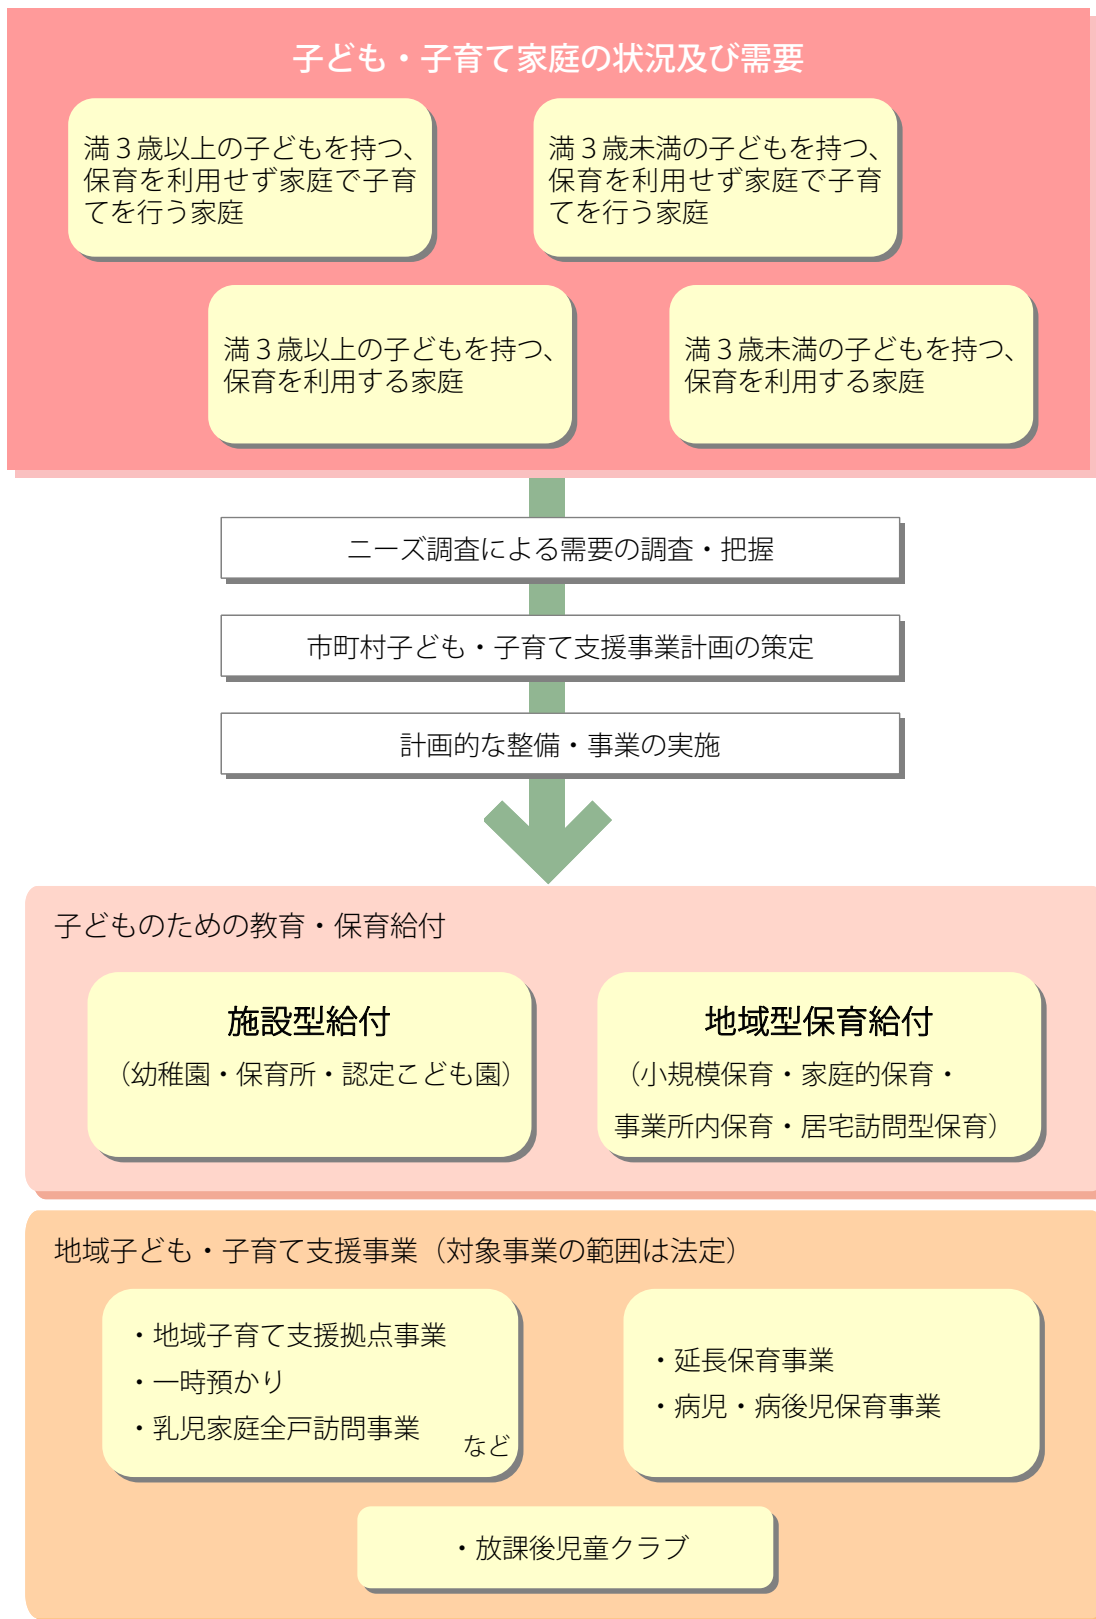 子ども・子育て家庭の状況及び需要
満３歳以上の子どもを持つ、
保育を利用せず家庭で子育
てを行う家庭
満３歳未満の子どもを持つ、
保育を利用せず家庭で子育
てを行う家庭
満３歳以上の子どもを持つ、
保育を利用する家庭
満３歳未満の子どもを持つ、
保育を利用する家庭
ニーズ調査による需要の調査・把握
市町村子ども・子育て支援事業計画の策定
計画的な整備・事業の実施
子どものための教育・保育給付
施設型給付
（幼稚園・保育所・認定こども園）
地域型保育給付
（小規模保育・家庭的保育・
事業所内保育・居宅訪問型保育）
地域子ども・子育て支援事業（対象事業の範囲は法定）
・地域子育て支援拠点事業
・一時預かり
・乳児家庭全戸訪問事業
など
・延長保育事業
・病児・病後児保育事業
・放課後児童クラブ